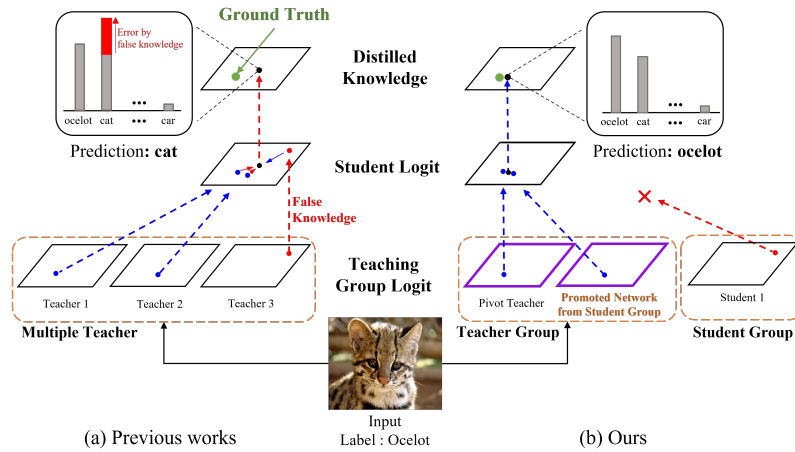 Ground Truth
Error by
false knowledge
ocelot
cat
•••
•••
car
Prediction: cat
Distilled
Knowledge
ocelot
cat
•••
•••
car
Prediction: ocelot
Student Logit
False
Knowledge
Teaching
Group Logit
Teacher 1
Teacher 2
Teacher 3
Multiple Teacher
Pivot Teacher
Promoted Network
from Student Group
Teacher Group
Student 1
Student Group
Input
Label : Ocelot
(a) Previous works
(b) Ours